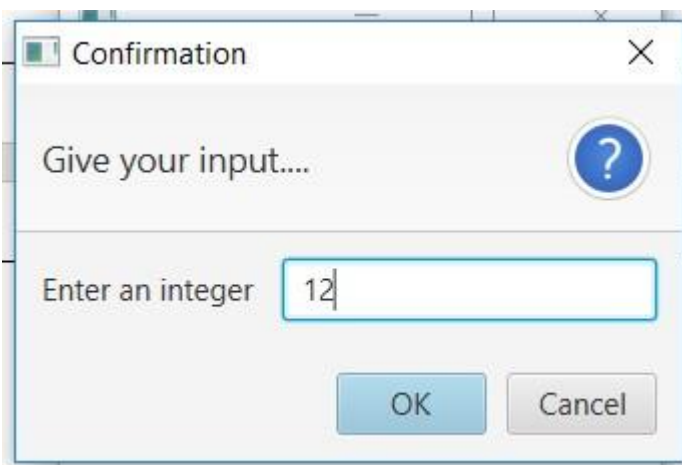 Confirmation
Give your input....
?
Enter an integer 12
OK Cancel